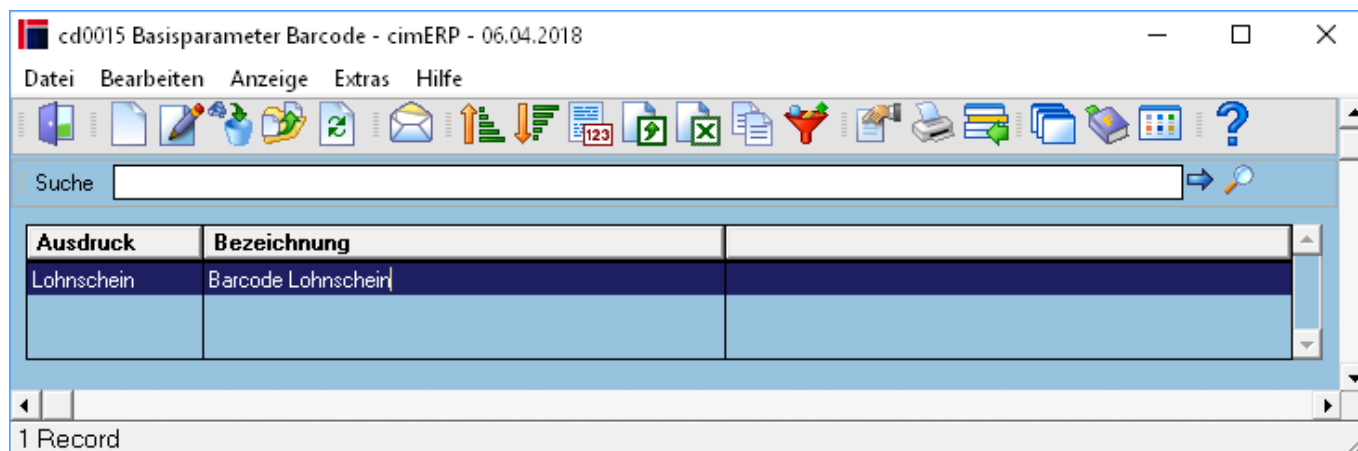 cd0015 Basisparameter Barcode - cimERP - 06.04.2018
Datei Bearbeiten Anzeige Extras Hilfe
123
Suche
Ausdruck Bezeichnung
Lohnschein Barcode Lohnschein
1 Record